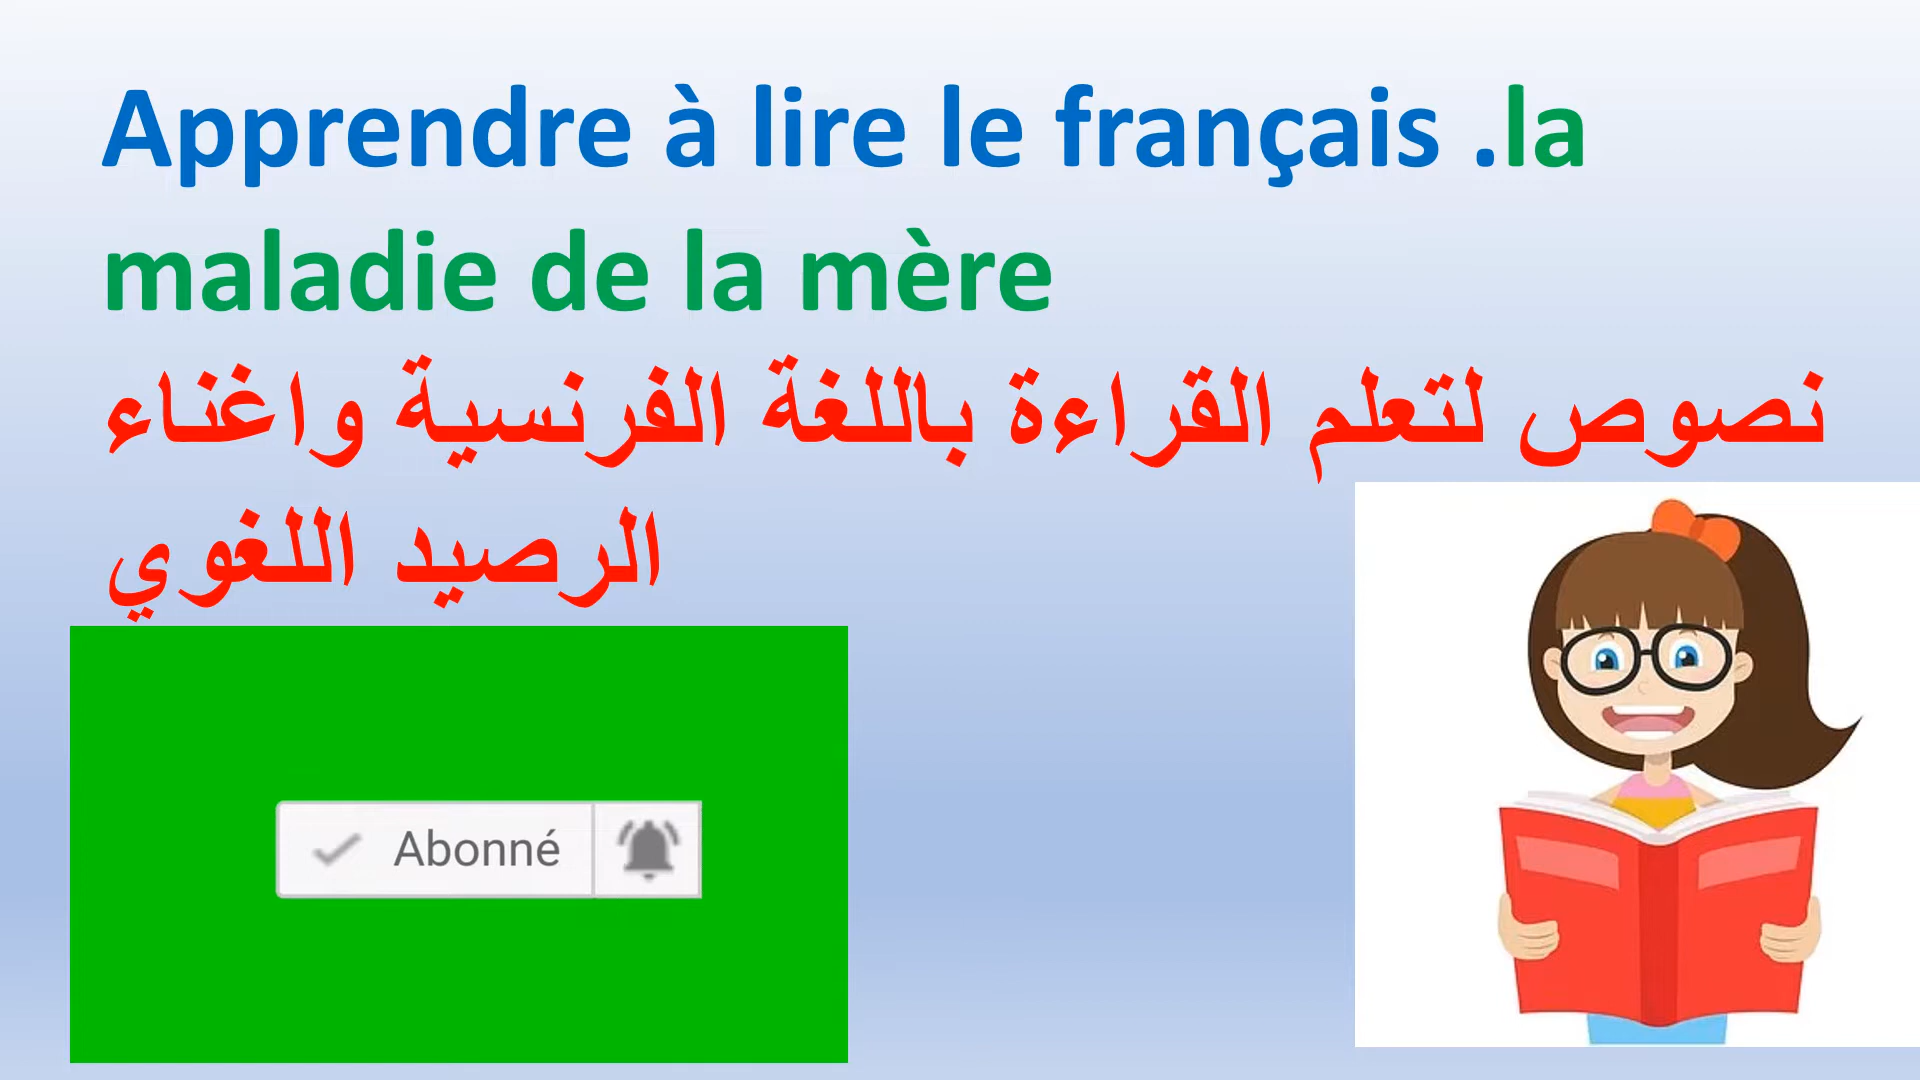 Apprendre à lire le français .la
maladie de la mère
نصوص لتعلم القراءة باللغة الفرنسية واغناء
الرصيد اللغوي
Abonné